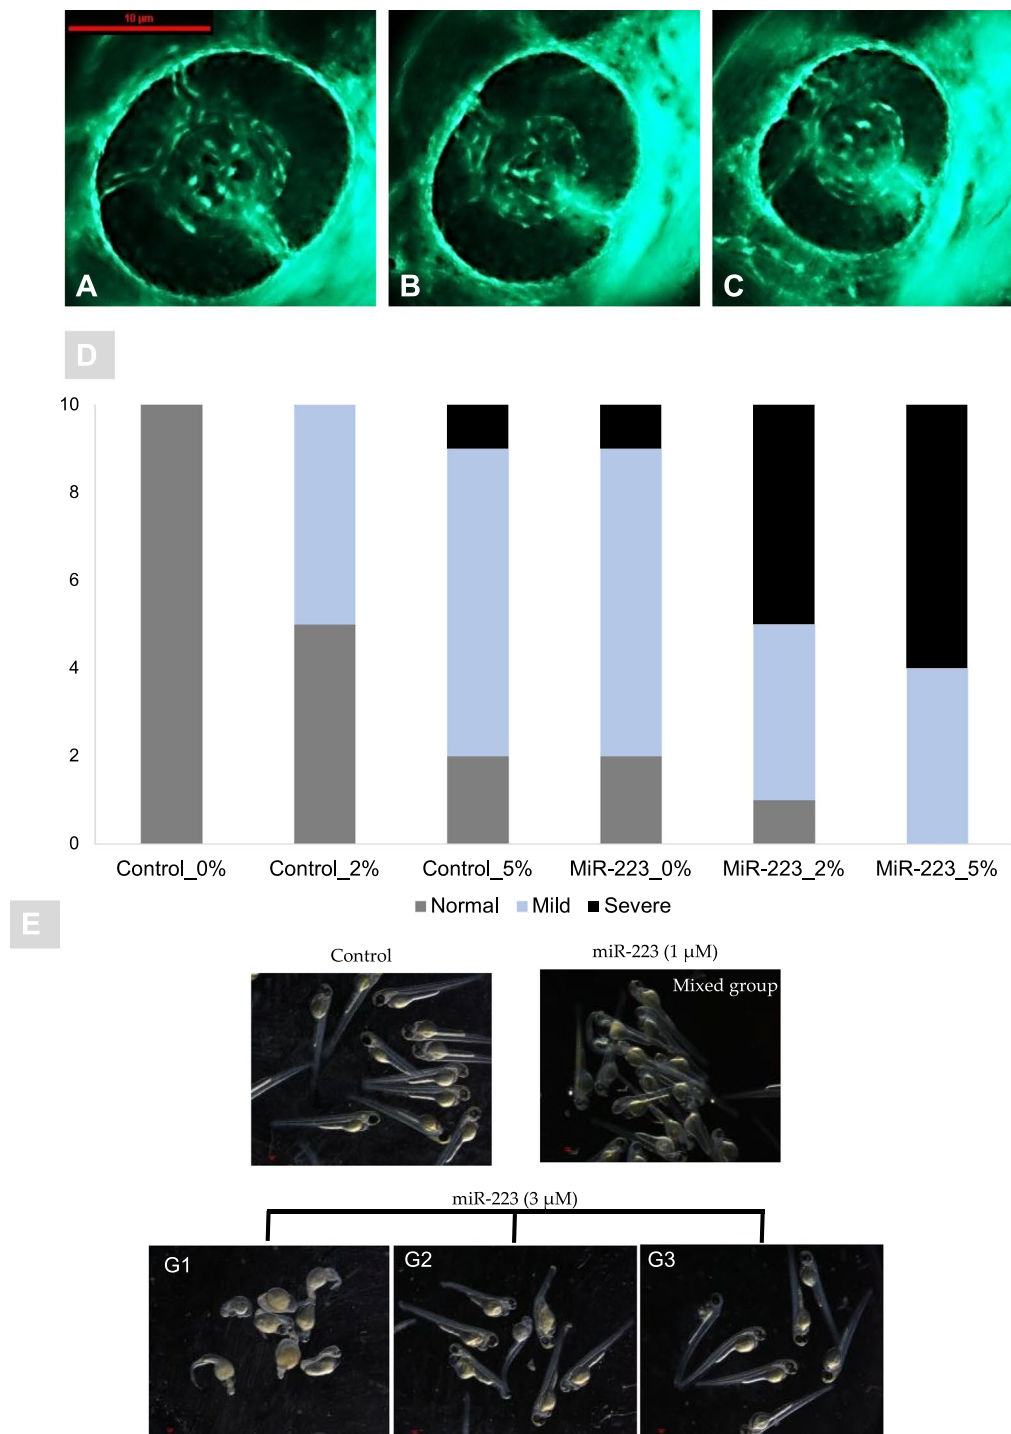 10 µm
A
B
C
D
10
8
6
4
2
0
Control_0% Control_2% Control_5% MiR-223_0% MiR-223_2% MiR-223_5%
Normal Mild Severe
E
Control
miR-223 (1 µM)
Mixed group
miR-223 (3 µM)
G1
G2
G3